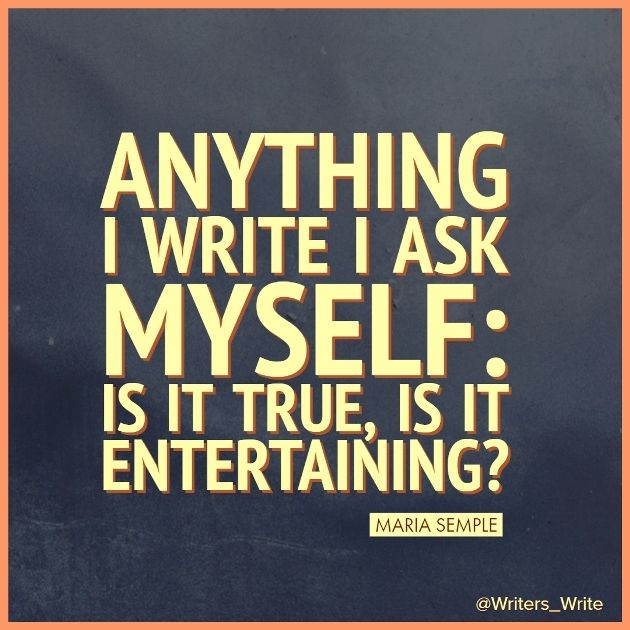 ANYTHING
I WRITE I ASK
MYSELF:
IS IT TRUE, IS IT
ENTERTAINING?
MARIA SEMPLE
@Writers_Write